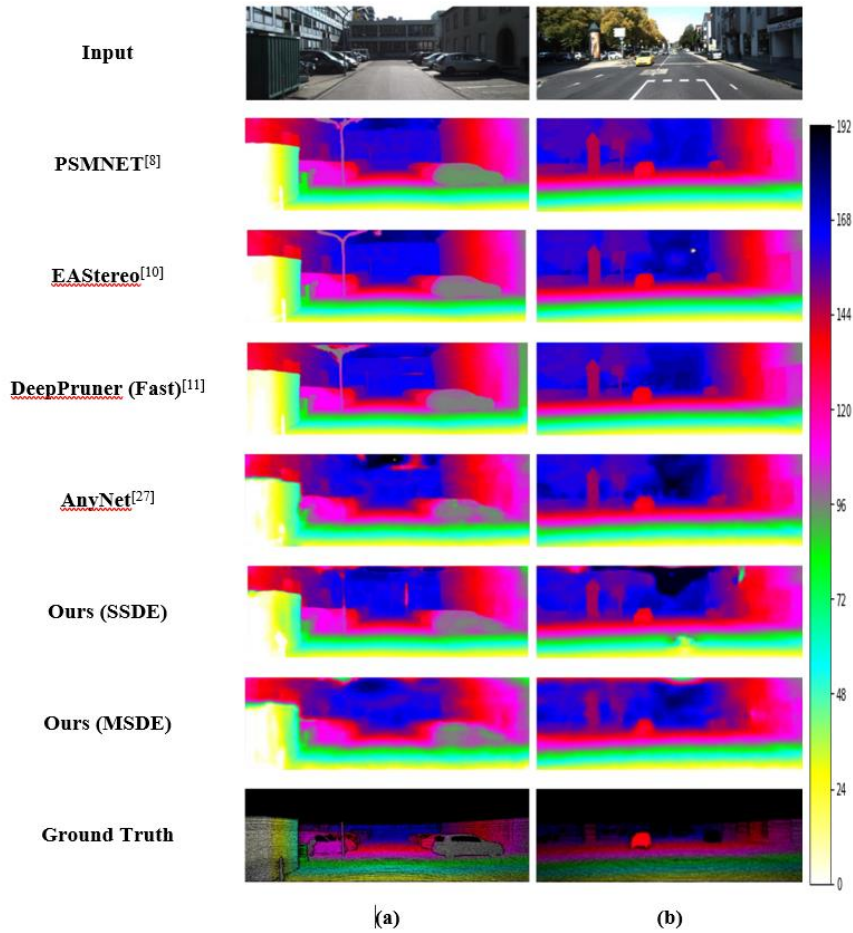 Input
PSMNET[8]
EAStereo[10]
DeepPruner (Fast)[11]
AnyNet[27]
Ours (SSDE)
Ours (MSDE)
Ground Truth
192
168
144
120
96
72
48
24
0
(a)
(b)